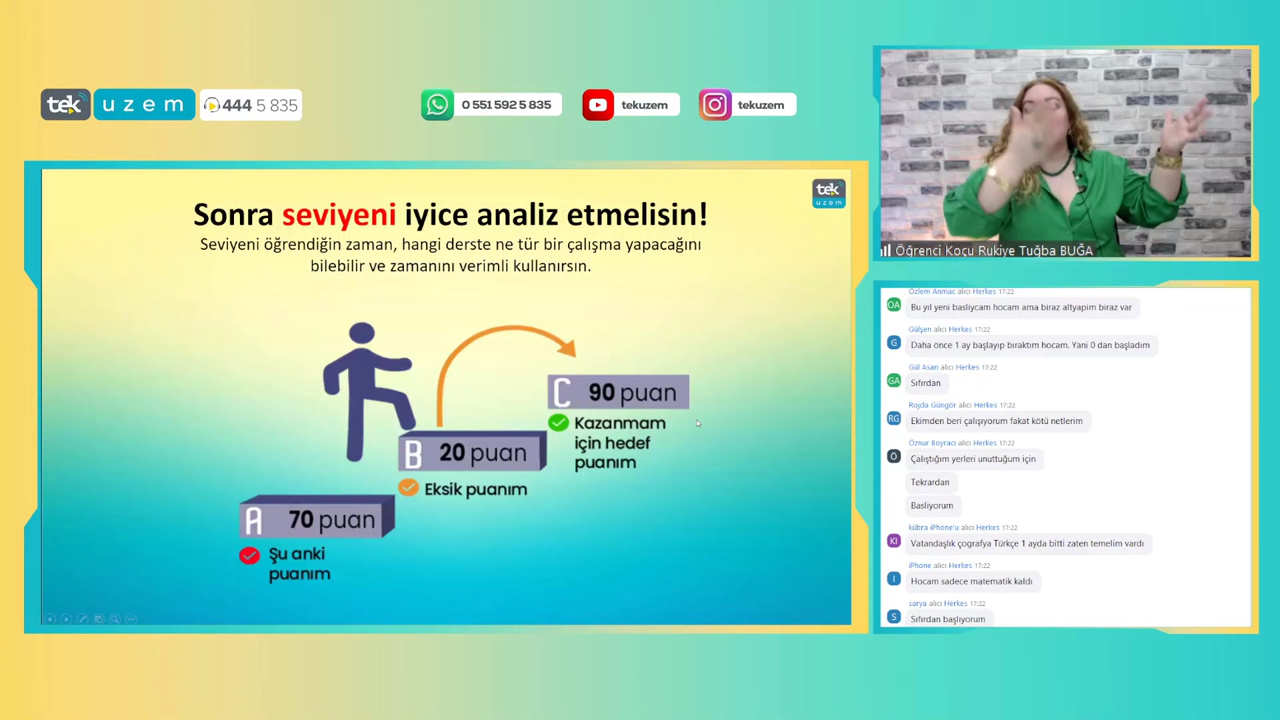 tek uzem 444 5 835
0 551 592 5 835
tekuzem
tekuzem
tek
uzem
Sonra seviyeni iyice analiz etmelisin!
Seviyeni öğrendiğin zaman, hangi derste ne tür bir çalışma yapacağını
bilebilir ve zamanını verimli kullanırsın.
C 90 puan
Kazanmam
için hedef
puanım
B 20 puan
Eksik puanım
A 70 puan
Şu anki
puanım
Öğrenci Koçu Rukiye Tuğba BUĞA
Özlem Anmaç alıcı Herkes 17:22
OA
Bu yıl yeni basliycam hocam ama biraz altyapim biraz var
Gülşen alıcı Herkes 17:22
G
Daha önce 1 ay başlayıp bıraktım hocam. Yani 0 dan başladım
Gül Asan alıcı Herkes 17:22
GA
Sıfırdan
Rojda Güngör alıcı Herkes 17:22
RG
Ekimden beri çalışıyorum fakat kötü netlerim
Öznur Boyracı alıcı Herkes 17:22
Ö
Çalıştığım yerleri unuttuğum için
Tekrardan
Basliyorum
kübra iPhone'u alıcı Herkes 17:22
KI
Vatandaşlık çografya Türkçe 1 ayda bitti zaten temelim vardı
iPhone alıcı Herkes 17:22
I
Hocam sadece matematik kaldı
sarya alıcı Herkes 17:22
S
Sıfırdan başlıyorum